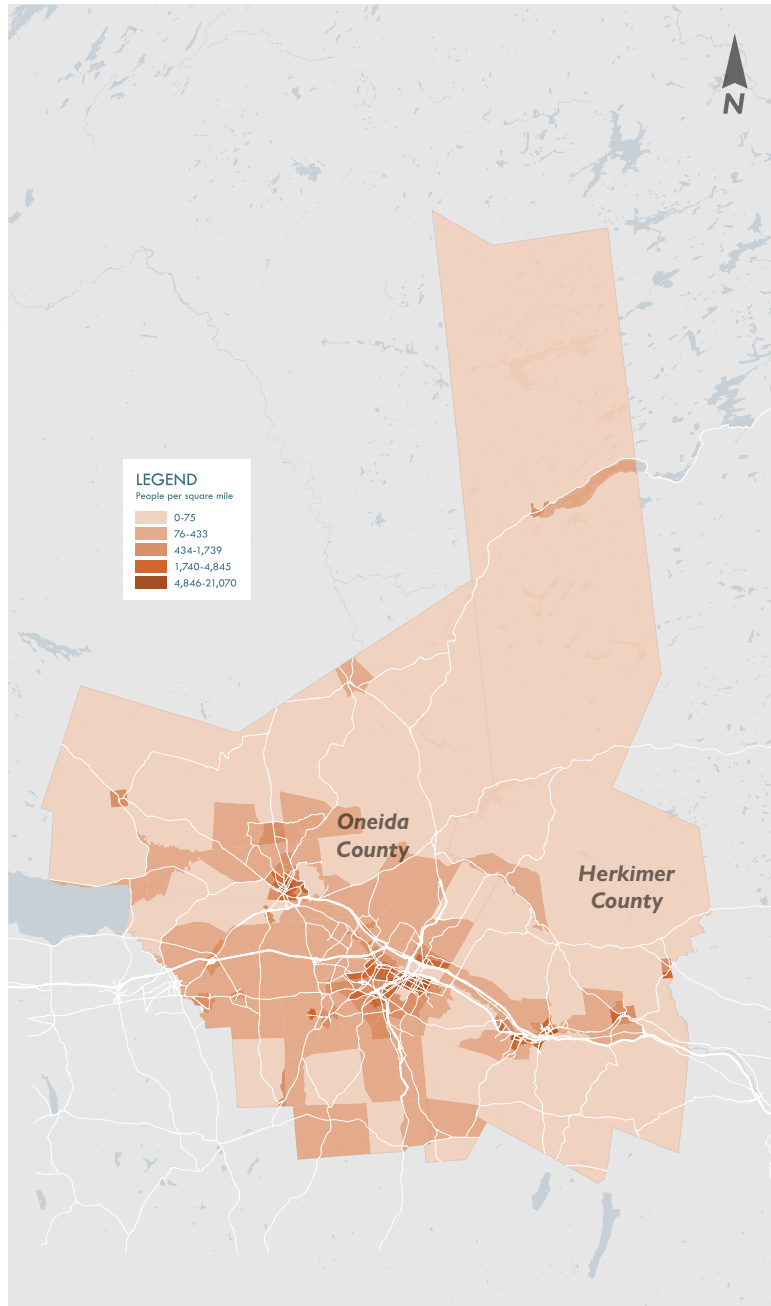 N
LEGEND
People per square mile
0-75
76-433
434-1,739
1,740-4,845
4,846-21,070
Oneida
County
Herkimer
County